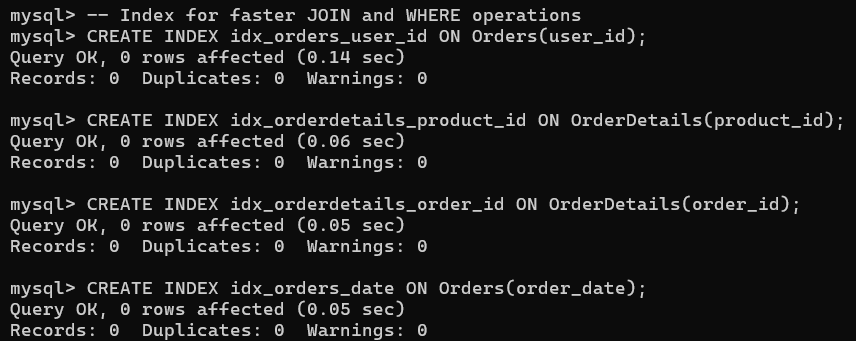 mysql> -- Index for faster JOIN and WHERE operations
mysql> CREATE INDEX idx_orders_user_id ON Orders(user_id);
Query OK, 0 rows affected (0.14 sec)
Records: 0  Duplicates: 0  Warnings: 0

mysql> CREATE INDEX idx_orderdetails_product_id ON OrderDetails(product_id);
Query OK, 0 rows affected (0.06 sec)
Records: 0  Duplicates: 0  Warnings: 0

mysql> CREATE INDEX idx_orderdetails_order_id ON OrderDetails(order_id);
Query OK, 0 rows affected (0.05 sec)
Records: 0  Duplicates: 0  Warnings: 0

mysql> CREATE INDEX idx_orders_date ON Orders(order_date);
Query OK, 0 rows affected (0.05 sec)
Records: 0  Duplicates: 0  Warnings: 0